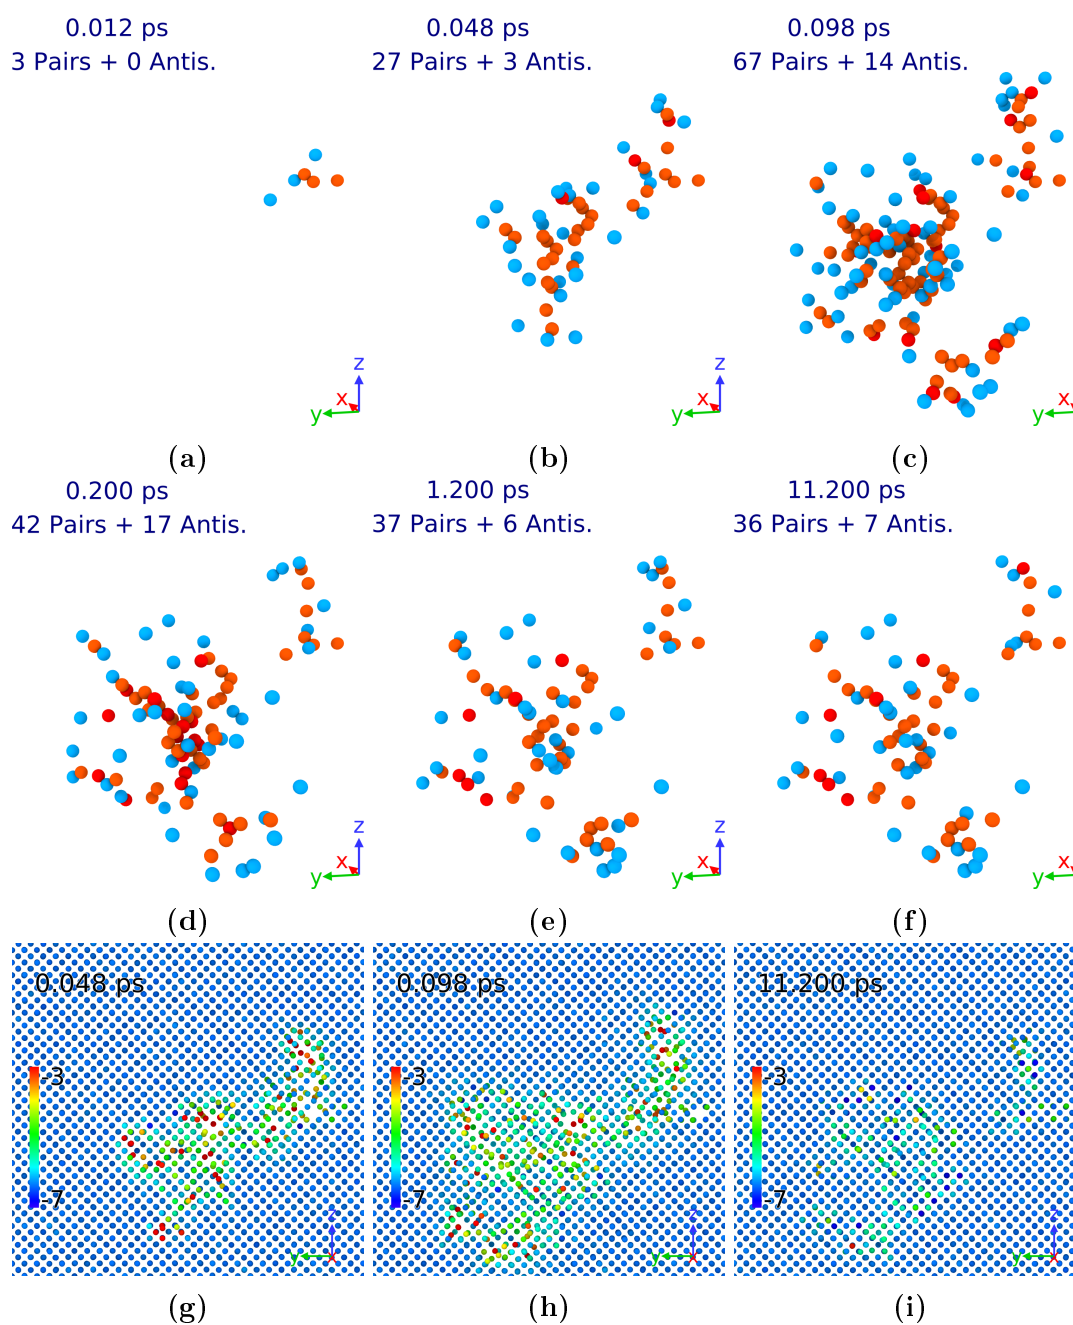 0.012 ps
3 Pairs + 0 Antis.
z
x
y
(a)
0.048 ps
27 Pairs + 3 Antis.
z
x
y
(b)
0.098 ps
67 Pairs + 14 Antis.
x
y
(c)
0.200 ps
42 Pairs + 17 Antis.
z
x
y
(d)
1.200 ps
37 Pairs + 6 Antis.
z
x
y
(e)
11.200 ps
36 Pairs + 7 Antis.
x
y
(f)
0.048 ps
-3
-7
z
y
x
(g)
0.098 ps
-3
-7
z
y
x
(h)
11.200 ps
-3
-7
z
y
x
(i)